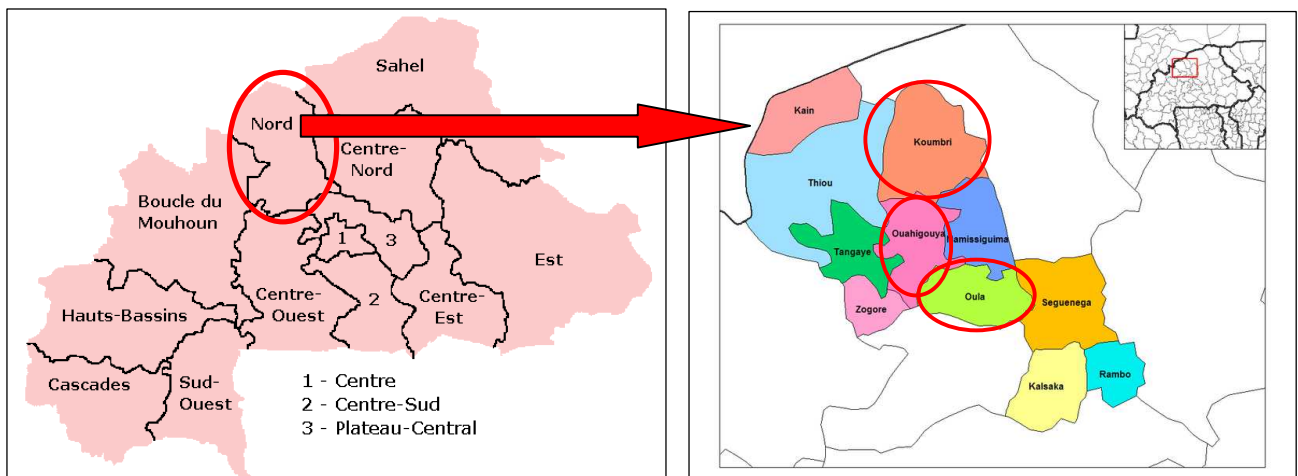 Sahel
Nord
Centre-
Nord
Boucle du
Mouhoun
1
3
Est
Centre-
Ouest
2
Centre-
Est
Hauts-Bassins
Cascades
Sud-
Ouest
1 - Centre
2 - Centre-Sud
3 - Plateau-Central
Kain
Koumbri
Thiou
Ouahigouya
Namissiguima
Tangaye
Oula
Zogore
Seguenega
Kalsaka
Rambo